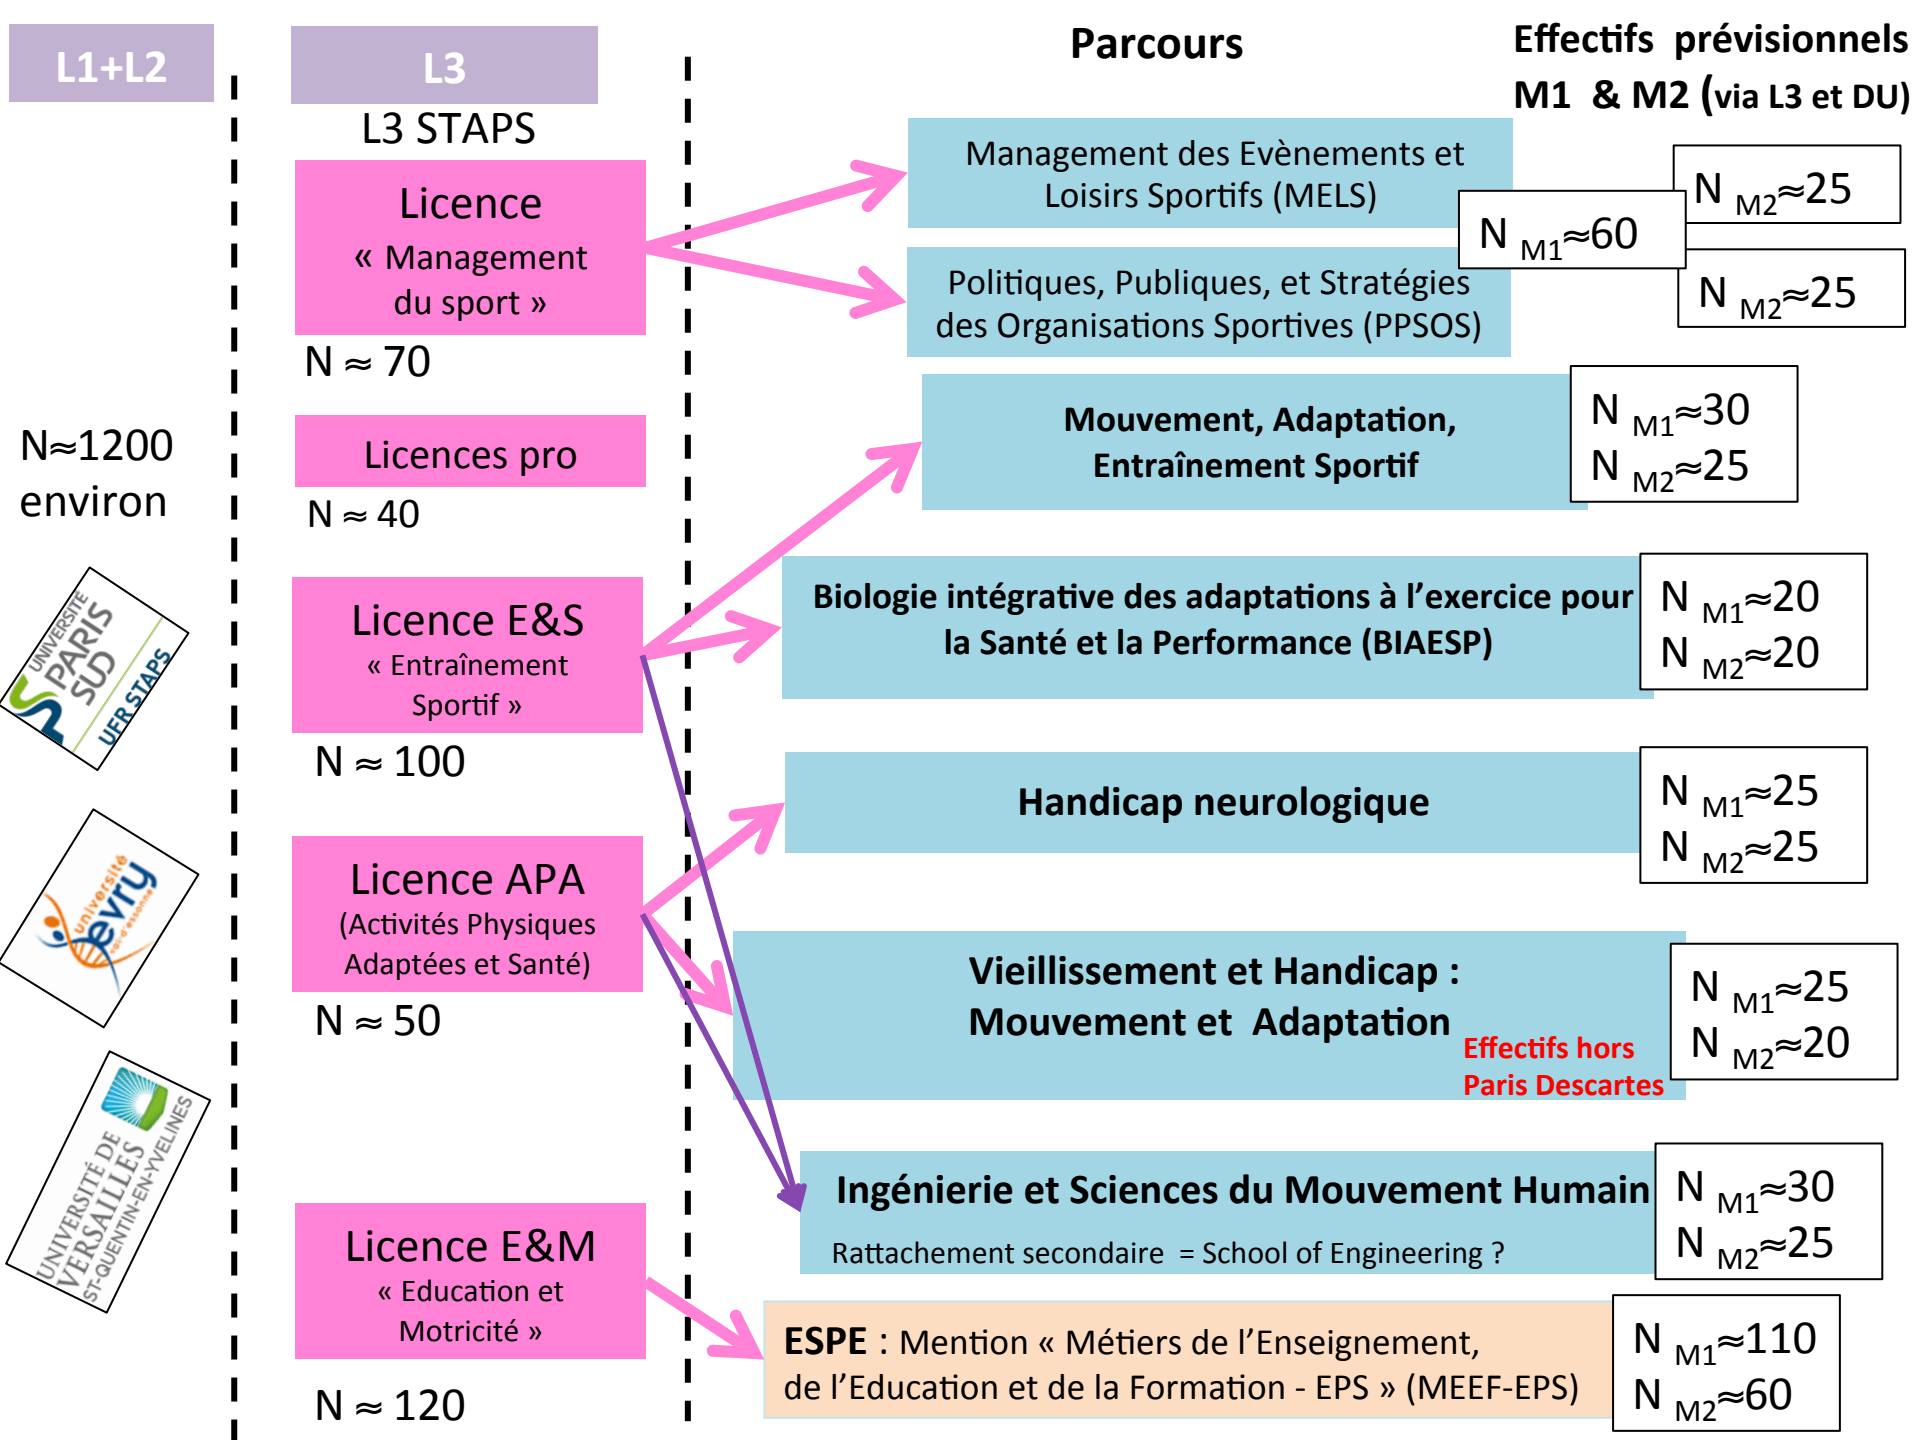 L1+L2
N≈1200
environ
UNIVERSITÉ
PARIS
SUD
UFR STAPS
université
evry
val-d'essonne
UNIVERSITÉ DE
VERSAILLES
ST-QUENTIN-EN-YVELINES
L3
L3 STAPS
Licence
« Management
du sport »
N ≈ 70
Licences pro
N ≈ 40
Licence E&S
« Entraînement
Sportif »
N ≈ 100
Licence APA
(Activités Physiques
Adaptées et Santé)
N ≈ 50
Licence E&M
« Education et
Motricité »
N ≈ 120
Parcours
Effectifs prévisionnels
M1 & M2 (via L3 et DU)
Management des Evènements et
Loisirs Sportifs (MELS)
N M2≈25
N M1≈60
Politiques, Publiques, et Stratégies
des Organisations Sportives (PPSOS)
N M2≈25
Mouvement, Adaptation,
Entraînement Sportif
N M1≈30
N M2≈25
Biologie intégrative des adaptations à l’exercice pour
la Santé et la Performance (BIAESP)
N M1≈20
N M2≈20
Handicap neurologique
N M1≈25
N M2≈25
Vieillissement et Handicap :
Mouvement et Adaptation
Effectifs hors
Paris Descartes
N M1≈25
N M2≈20
Ingénierie et Sciences du Mouvement Humain
Rattachement secondaire = School of Engineering ?
N M1≈30
N M2≈25
ESPE : Mention « Métiers de l’Enseignement,
de l’Education et de la Formation - EPS » (MEEF-EPS)
N M1≈110
N M2≈60